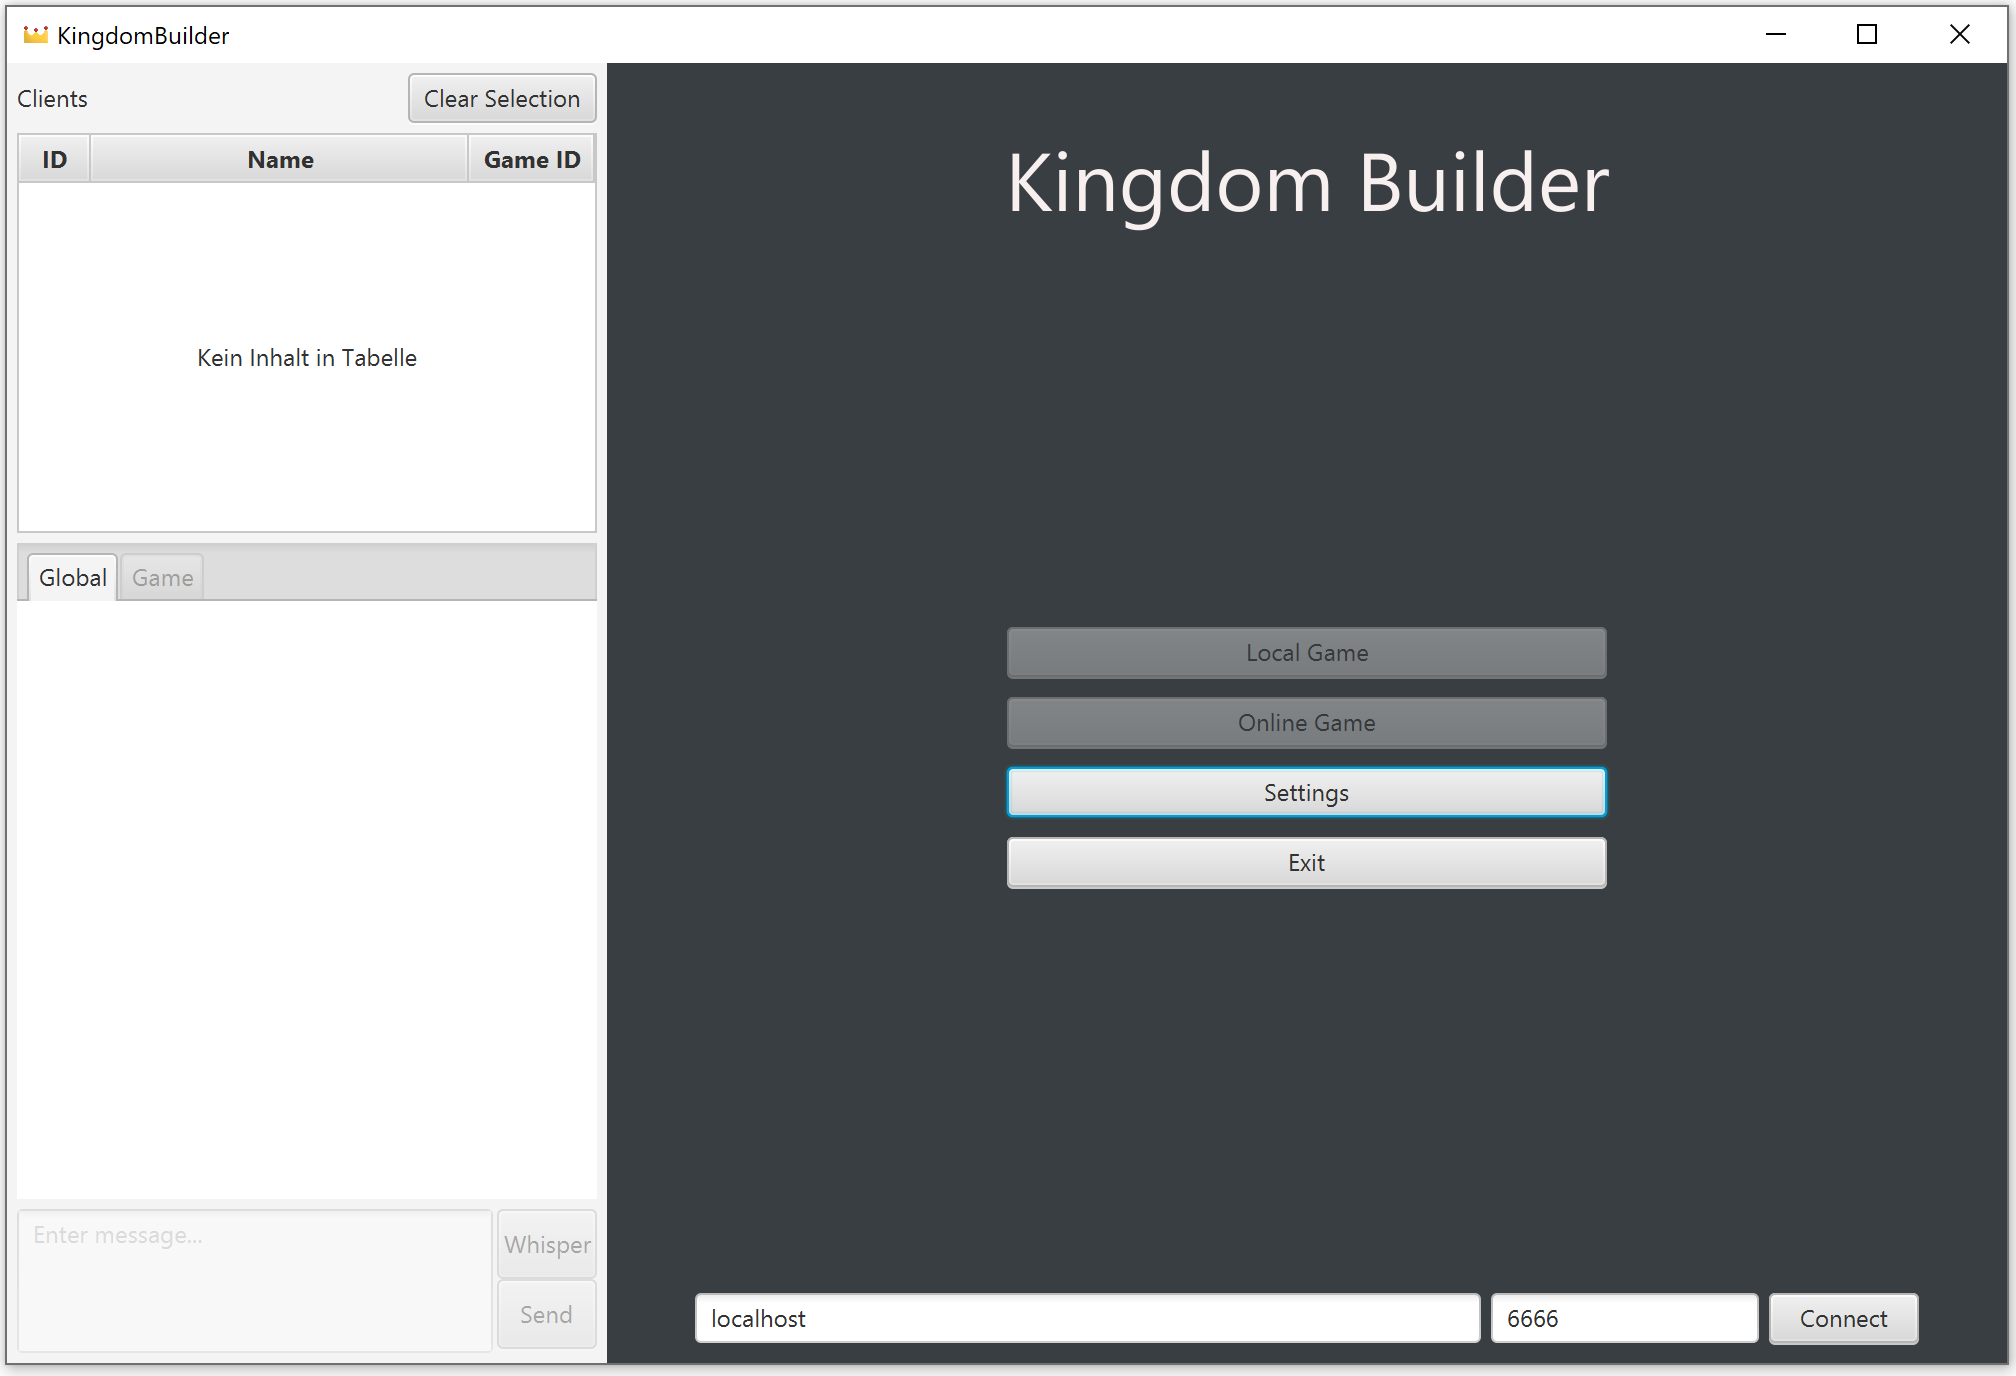 KingdomBuilder
Clients
Clear Selection
ID Name Game ID
Kein Inhalt in Tabelle
Global Game
Enter message...
Whisper
Send
Kingdom Builder
Local Game
Online Game
Settings
Exit
localhost 6666 Connect